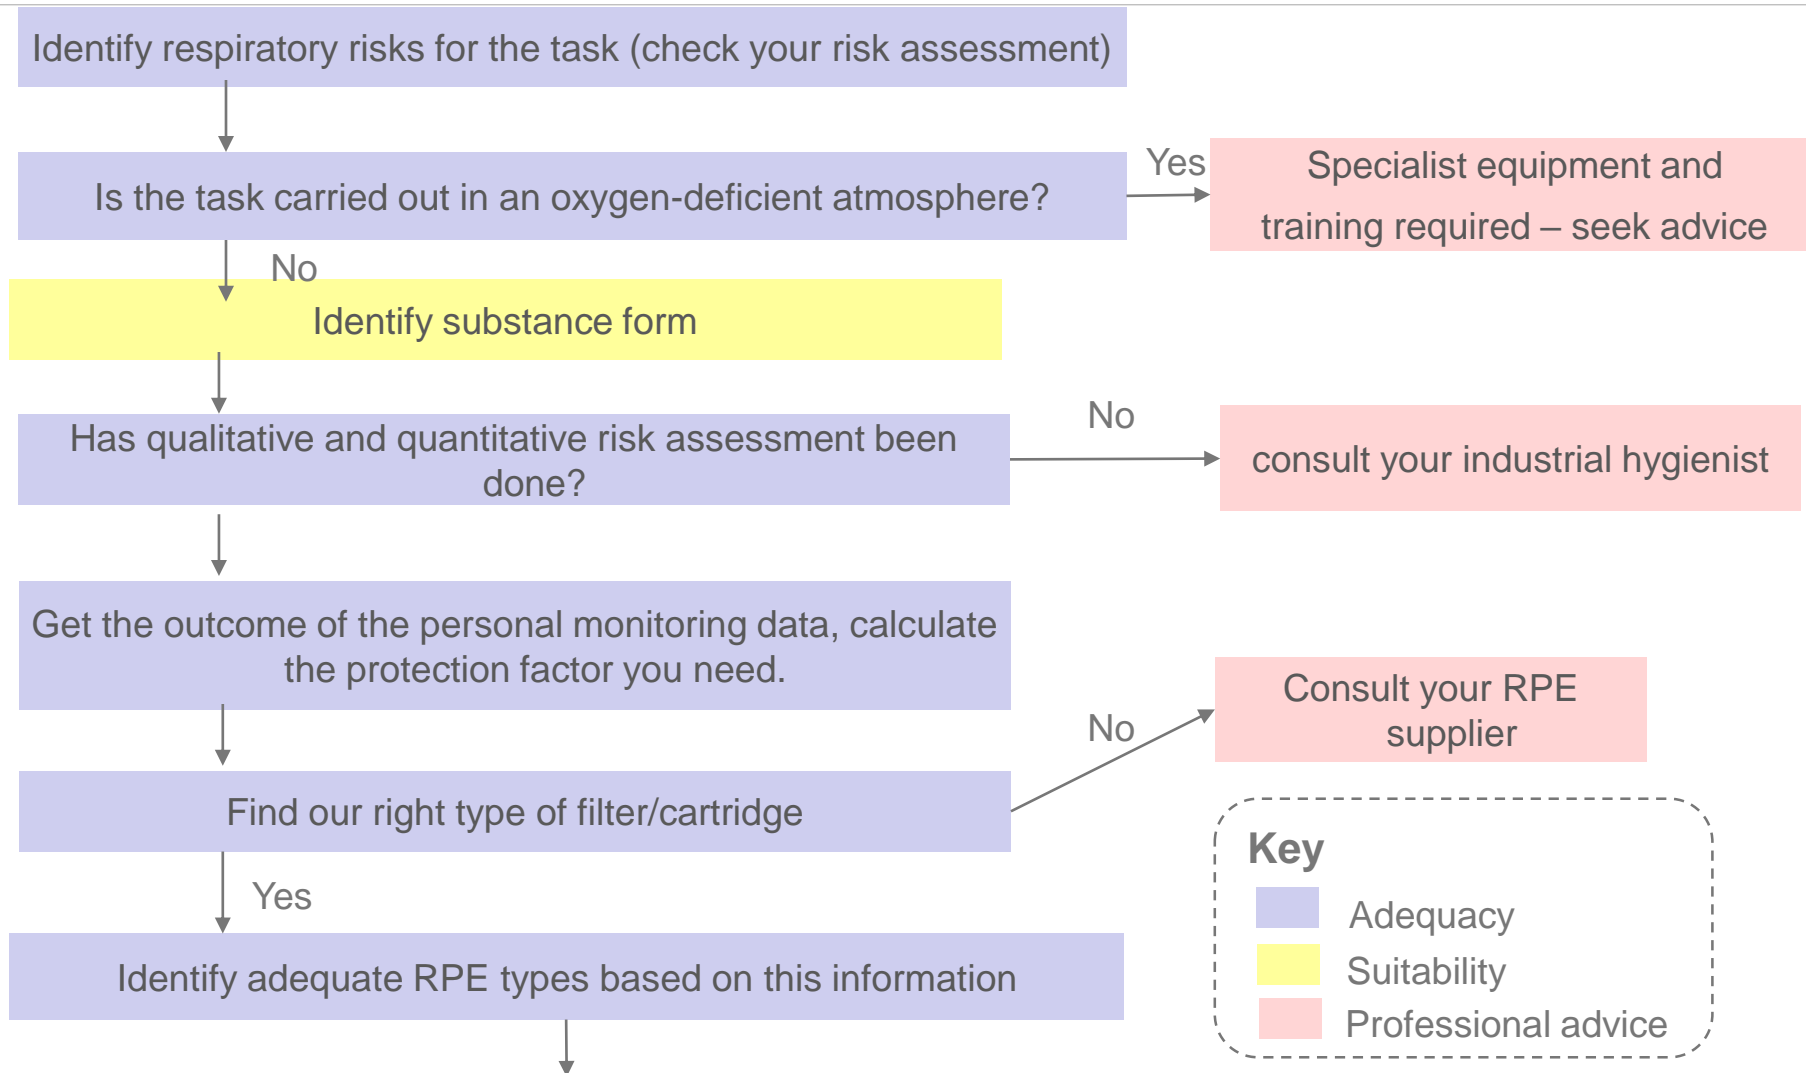 Identify respiratory risks for the task (check your risk assessment)
Is the task carried out in an oxygen-deficient atmosphere?
Yes
Specialist equipment and
training required – seek advice
No
Identify substance form
Has qualitative and quantitative risk assessment been
done?
No
consult your industrial hygienist
Get the outcome of the personal monitoring data, calculate
the protection factor you need.
No
Consult your RPE
supplier
Find our right type of filter/cartridge
Yes
Identify adequate RPE types based on this information
Key
Adequacy
Suitability
Professional advice